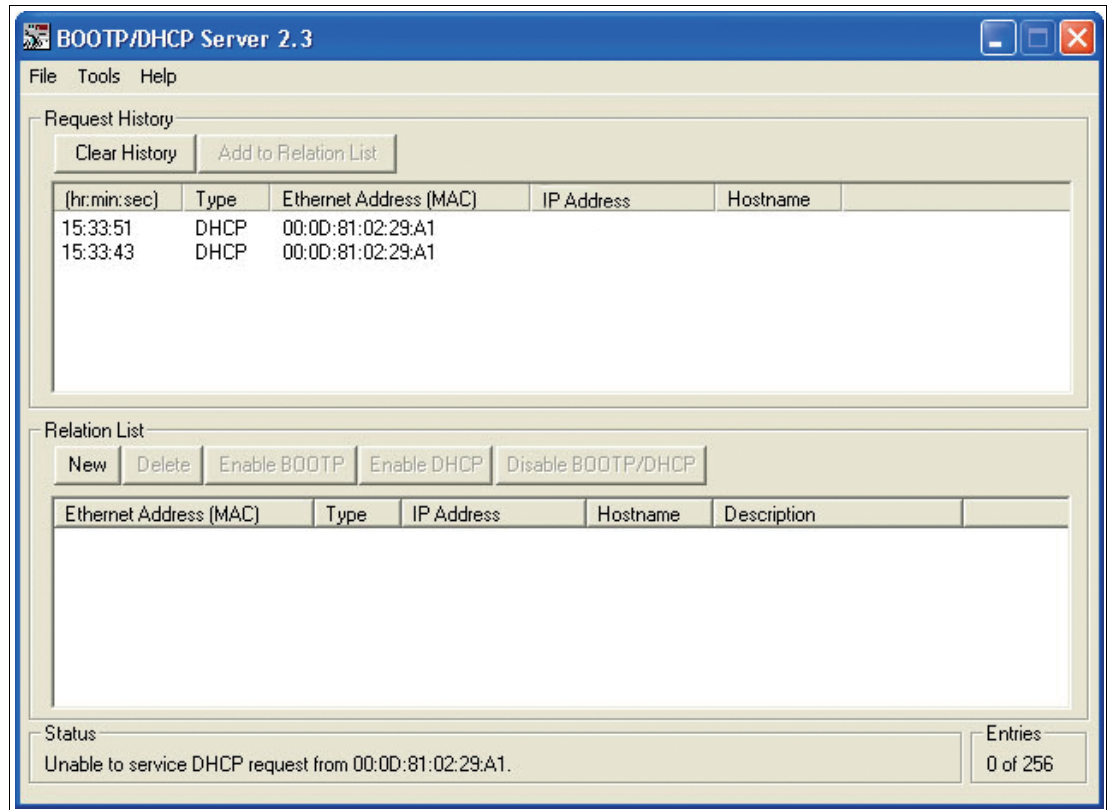 BOOTP/DHCP Server 2.3
File Tools Help
Request History
Clear History Add to Relation List
(hr:min:sec) Type Ethernet Address (MAC) IP Address Hostname
15:33:51 DHCP 00:0D:81:02:29:A1
15:33:43 DHCP 00:0D:81:02:29:A1
Relation List
New Delete Enable BOOTP Enable DHCP Disable BOOTP/DHCP
Ethernet Address (MAC) Type IP Address Hostname Description
Status Entries
Unable to service DHCP request from 00:0D:81:02:29:A1. 0 of 256